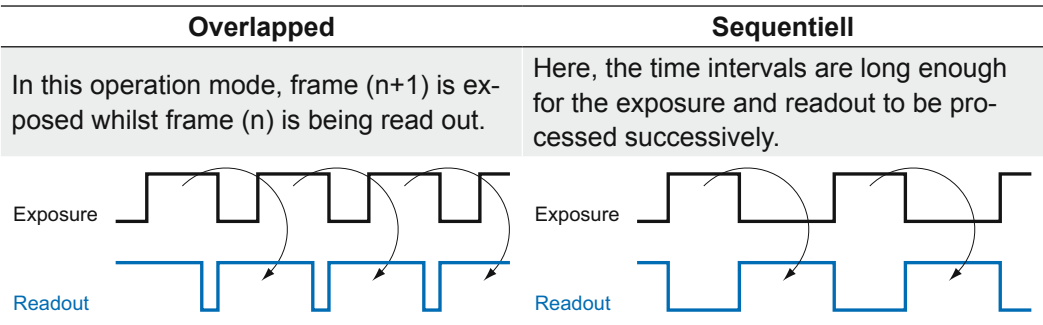 Overlapped
Sequentiell
In this operation mode, frame (n+1) is ex-
posed whilst frame (n) is being read out.
Here, the time intervals are long enough
for the exposure and readout to be pro-
cessed successively.
Exposure
Readout
Exposure
Readout